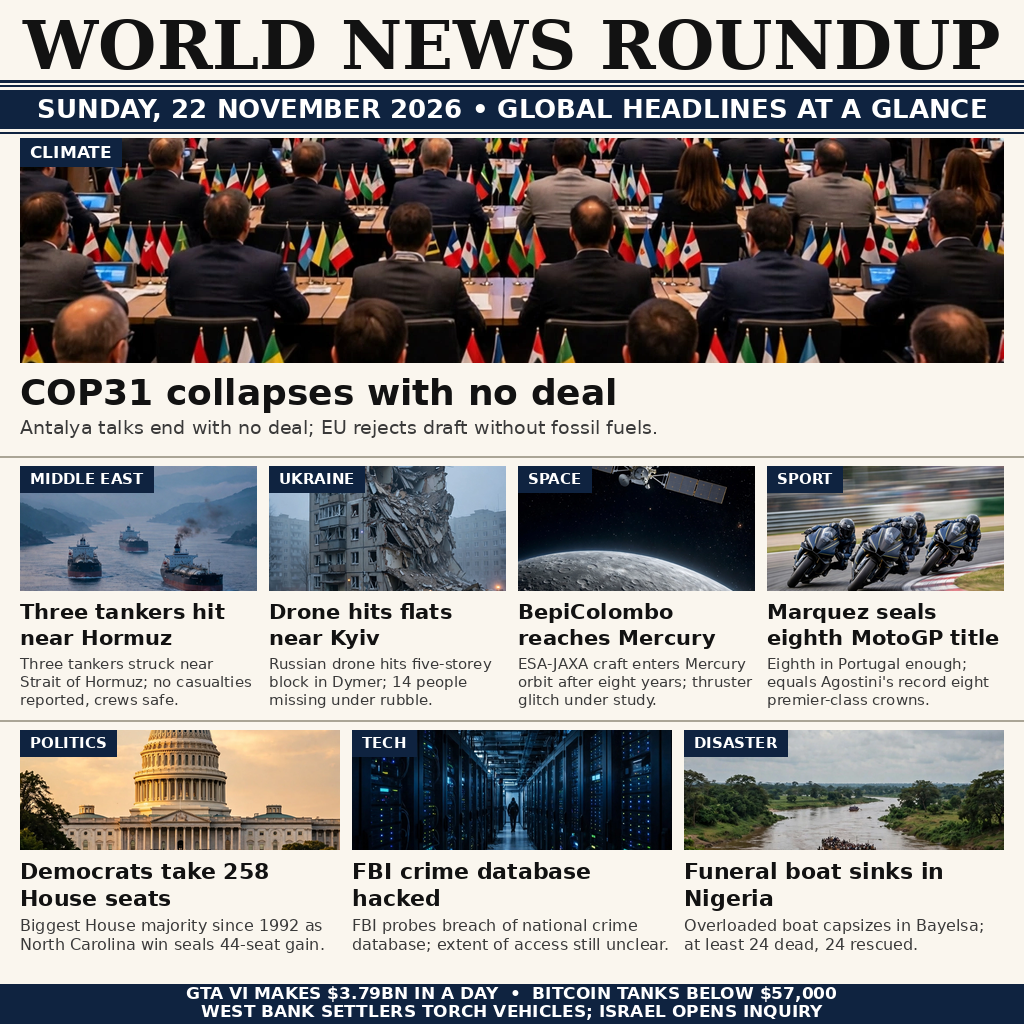 WORLD NEWS ROUNDUP
SUNDAY, 22 NOVEMBER 2026 • GLOBAL HEADLINES AT A GLANCE
CLIMATE
COP31 collapses with no deal
Antalya talks end with no deal; EU rejects draft without fossil fuels.
MIDDLE EAST
Three tankers hit
near Hormuz
Three tankers struck near
Strait of Hormuz; no casualties
reported, crews safe.
UKRAINE
Drone hits flats
near Kyiv
Russian drone hits five-storey
block in Dymer; 14 people
missing under rubble.
SPACE
BepiColombo
reaches Mercury
ESA-JAXA craft enters Mercury
orbit after eight years; thruster
glitch under study.
SPORT
Marquez seals
eighth MotoGP title
Eighth in Portugal enough;
equals Agostini's record eight
premier-class crowns.
POLITICS
Democrats take 258
House seats
Biggest House majority since 1992 as
North Carolina win seals 44-seat gain.
TECH
FBI crime database
hacked
FBI probes breach of national crime
database; extent of access still unclear.
DISASTER
Funeral boat sinks in
Nigeria
Overloaded boat capsizes in Bayelsa;
at least 24 dead, 24 rescued.
GTA VI MAKES $3.79BN IN A DAY • BITCOIN TANKS BELOW $57,000
WEST BANK SETTLERS TORCH VEHICLES; ISRAEL OPENS INQUIRY